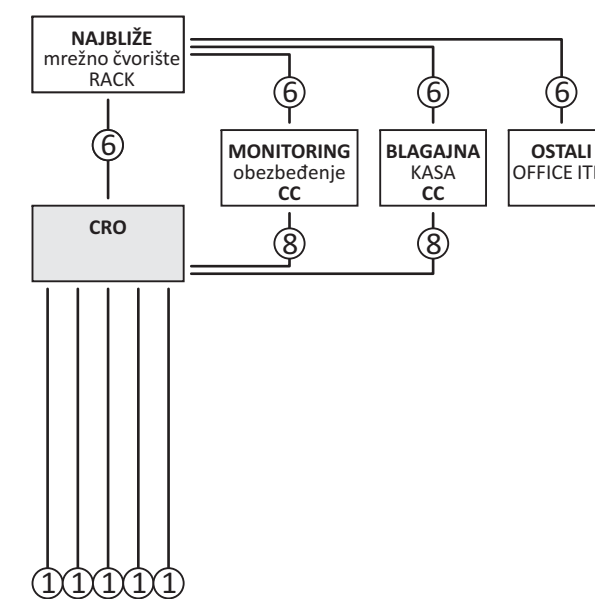 NAJBLIŽE
mrežno čvorište
RACK
6
6
6
6
MONITORING
obezbeđenje
CC
BLAGAJNA
KASA
CC
OSTALI
OFFICE
CRO
8
8
1
1
1
1
1